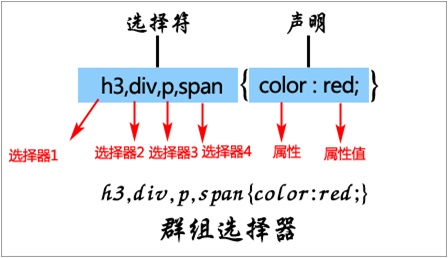 选择符 声明
h3,div,p,span { color : red; }
选择器1 选择器2 选择器3 选择器4 属性 属性值
h3,div,p,span{color:red;}
群组选择器